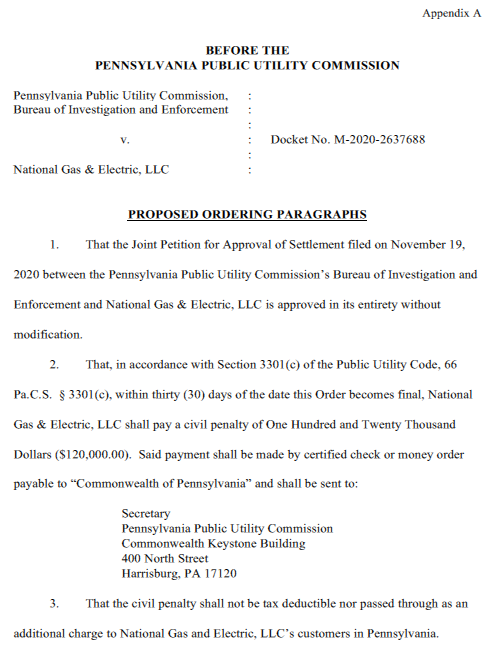 Appendix A
BEFORE THE
PENNSYLVANIA PUBLIC UTILITY COMMISSION
Pennsylvania Public Utility Commission, :
Bureau of Investigation and Enforcement :
:
v. : Docket No. M-2020-2637688
:
National Gas & Electric, LLC :
PROPOSED ORDERING PARAGRAPHS
1. That the Joint Petition for Approval of Settlement filed on November 19,
2020 between the Pennsylvania Public Utility Commission's Bureau of Investigation and
Enforcement and National Gas & Electric, LLC is approved in its entirety without
modification.
2. That, in accordance with Section 3301(c) of the Public Utility Code, 66
Pa.C.S. § 3301(c), within thirty (30) days of the date this Order becomes final, National
Gas & Electric, LLC shall pay a civil penalty of One Hundred and Twenty Thousand
Dollars ($120,000.00). Said payment shall be made by certified check or money order
payable to “Commonwealth of Pennsylvania” and shall be sent to:
Secretary
Pennsylvania Public Utility Commission
Commonwealth Keystone Building
400 North Street
Harrisburg, PA 17120
3. That the civil penalty shall not be tax deductible nor passed through as an
additional charge to National Gas and Electric, LLC's customers in Pennsylvania.